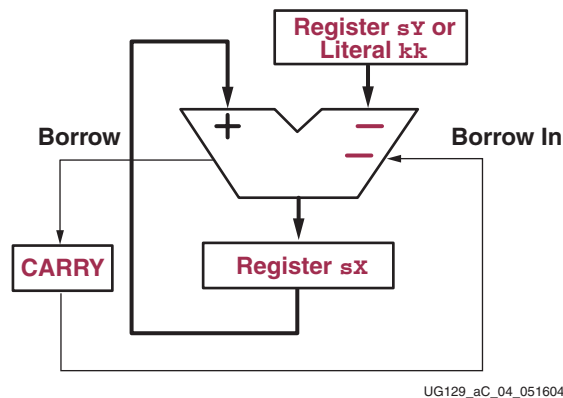 Register sY or
Literal kk
Borrow
Borrow In
+
−
−
CARRY
Register sX
UG129_aC_04_051604